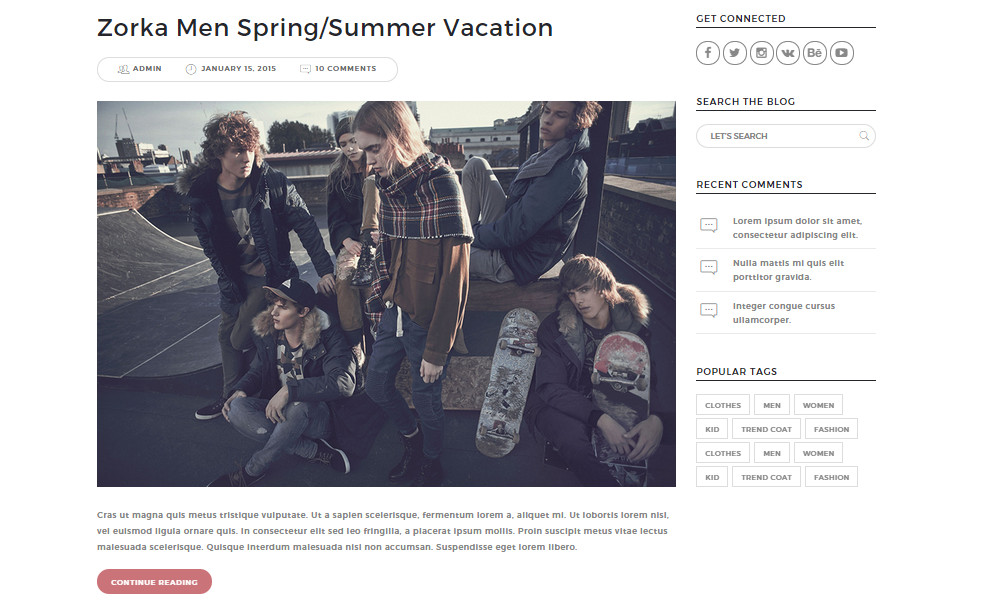 Zorka Men Spring/Summer Vacation
ADMIN JANUARY 15, 2015 10 COMMENTS
Cras ut magna quis metus tristique vulputate. Ut a sapien scelerisque, fermentum lorem a, aliquet mi. Ut lobortis lorem nisi,
vel euismod ligula ornare quis. In consectetur elit sed leo fringilla, a placerat ipsum mollis. Proin suscipit metus vitae lectus
malesuada scelerisque. Quisque interdum malesuada nisl non accumsan. Suspendisse eget lorem libero.
CONTINUE READING
GET CONNECTED
SEARCH THE BLOG
LET'S SEARCH
RECENT COMMENTS
Lorem ipsum dolor sit amet,
consectetur adipiscing elit.
Nulla mattis mi quis elit
porttitor gravida.
Integer congue cursus
ullamcorper.
POPULAR TAGS
CLOTHES MEN WOMEN
KID TREND COAT FASHION
CLOTHES MEN WOMEN
KID TREND COAT FASHION